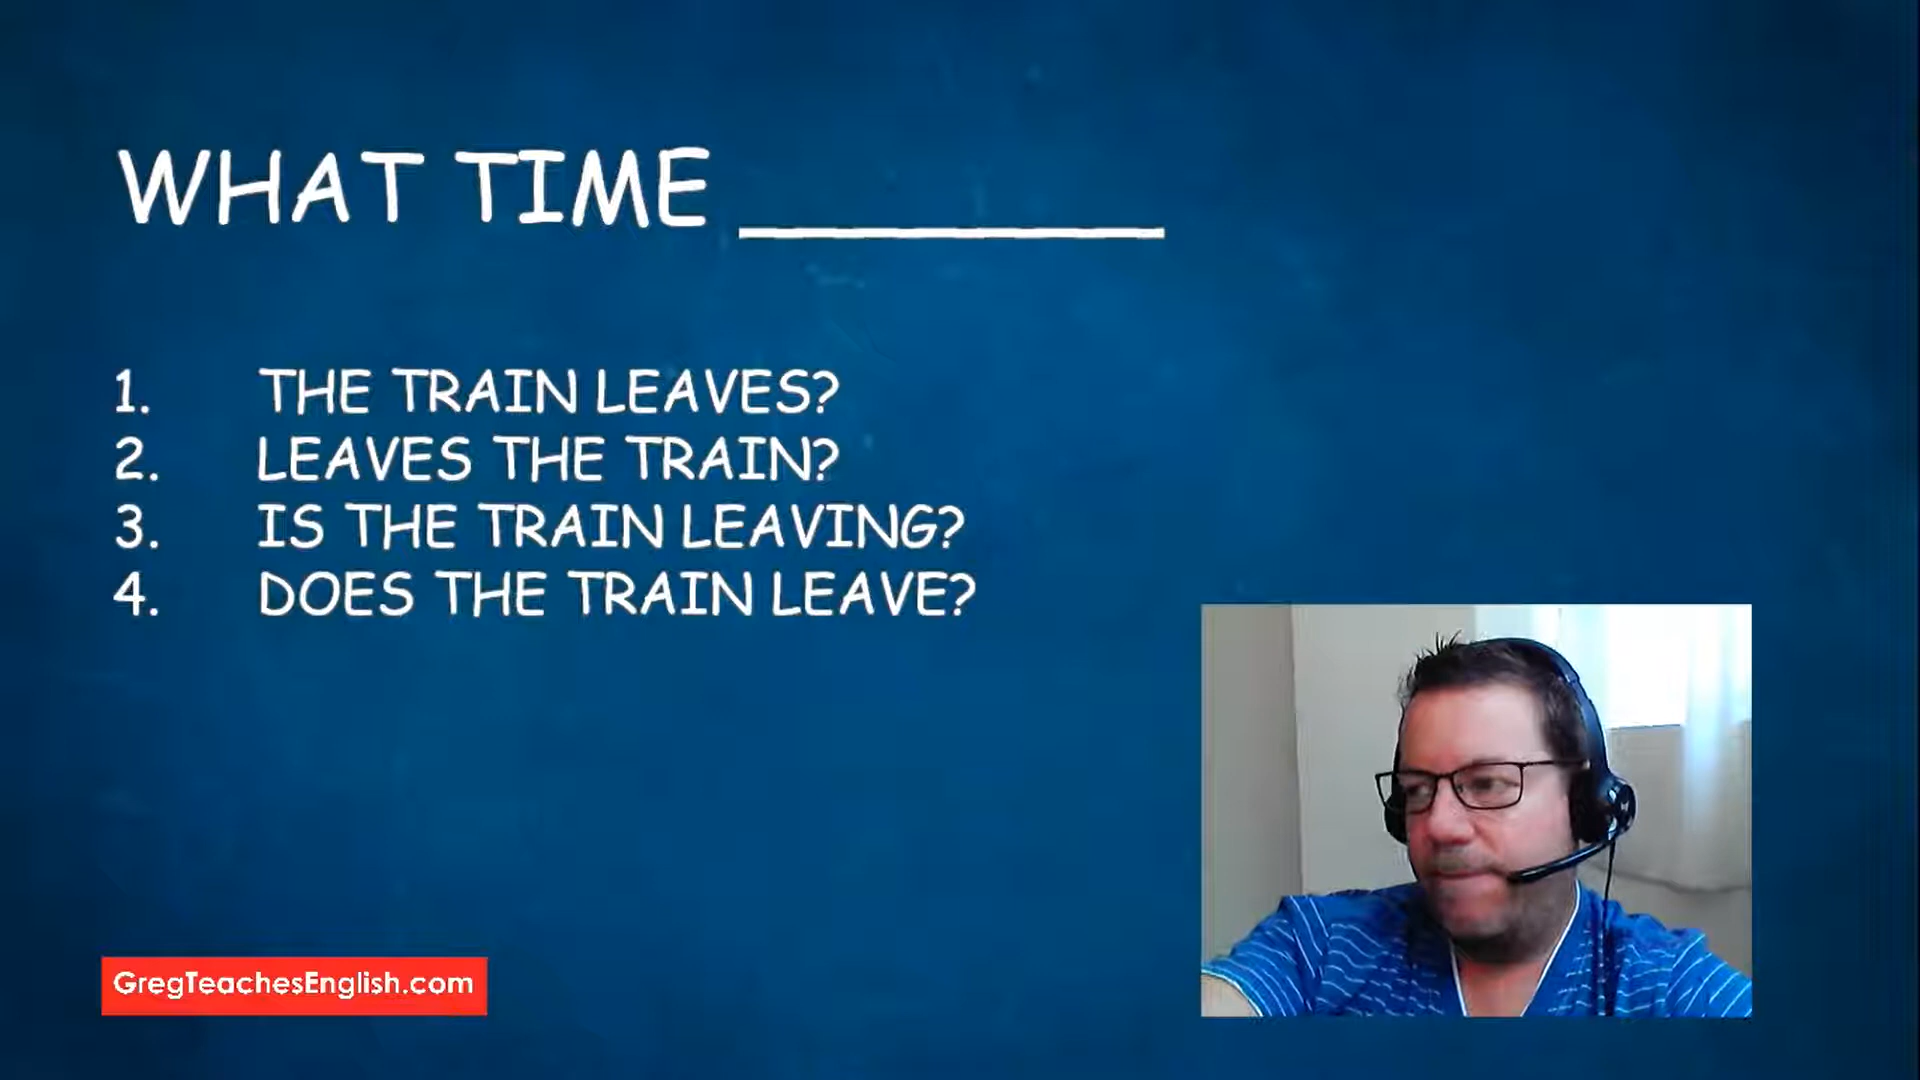 WHAT TIME ________
1. THE TRAIN LEAVES?
2. LEAVES THE TRAIN?
3. IS THE TRAIN LEAVING?
4. DOES THE TRAIN LEAVE?
GregTeachesEnglish.com